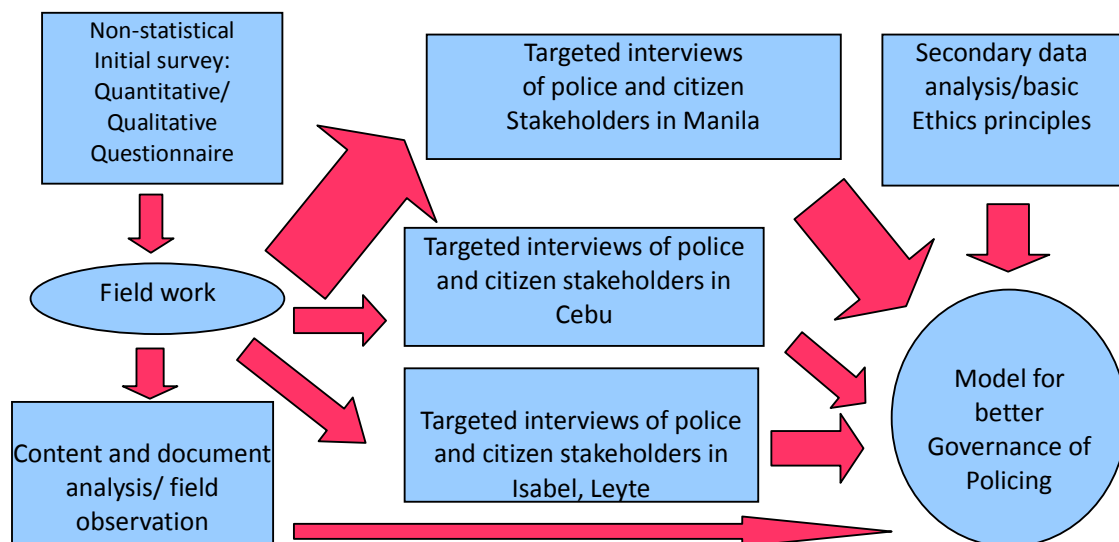 Non-statistical
Initial survey:
Quantitative/
Qualitative
Questionnaire
Targeted interviews
of police and citizen
Stakeholders in Manila
Secondary data
analysis/basic
Ethics principles
Field work
Targeted interviews of police
and citizen stakeholders in
Cebu
Content and document
analysis/ field
observation
Targeted interviews of police
and citizen stakeholders in
Isabel, Leyte
Model for
better
Governance of
Policing